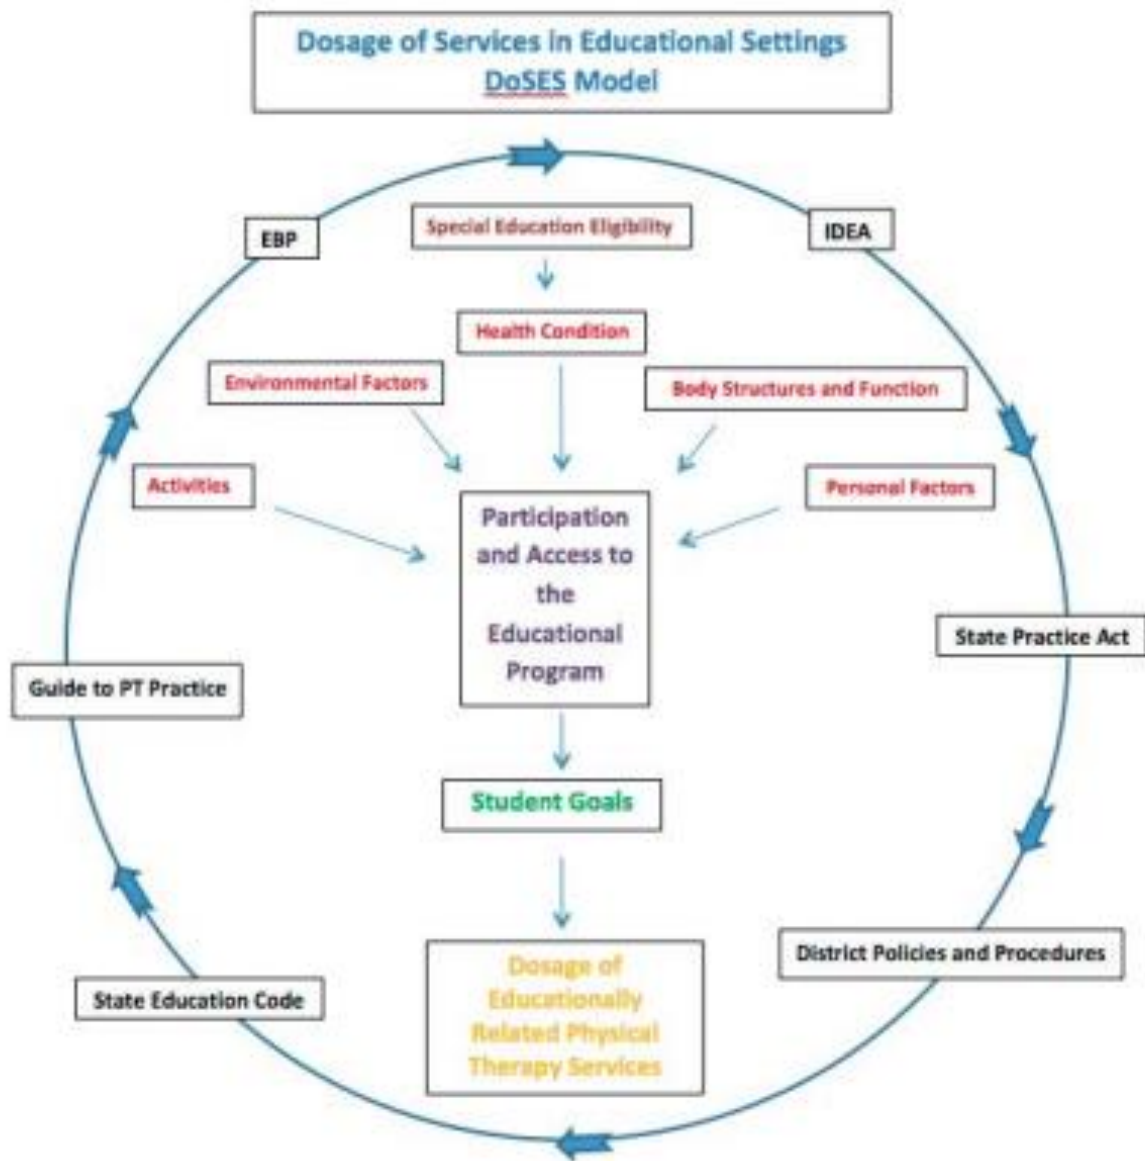 Dosage of Services in Educational Settings
DoSES Model
EBP
Special Education Eligibility
IDEA
Health Condition
Environmental Factors
Body Structures and Function
Activities
Personal Factors
Participation
and Access to
the
Educational
Program
State Practice Act
Guide to PT Practice
Student Goals
District Policies and Procedures
State Education Code
Dosage of
Educationally
Related Physical
Therapy Services